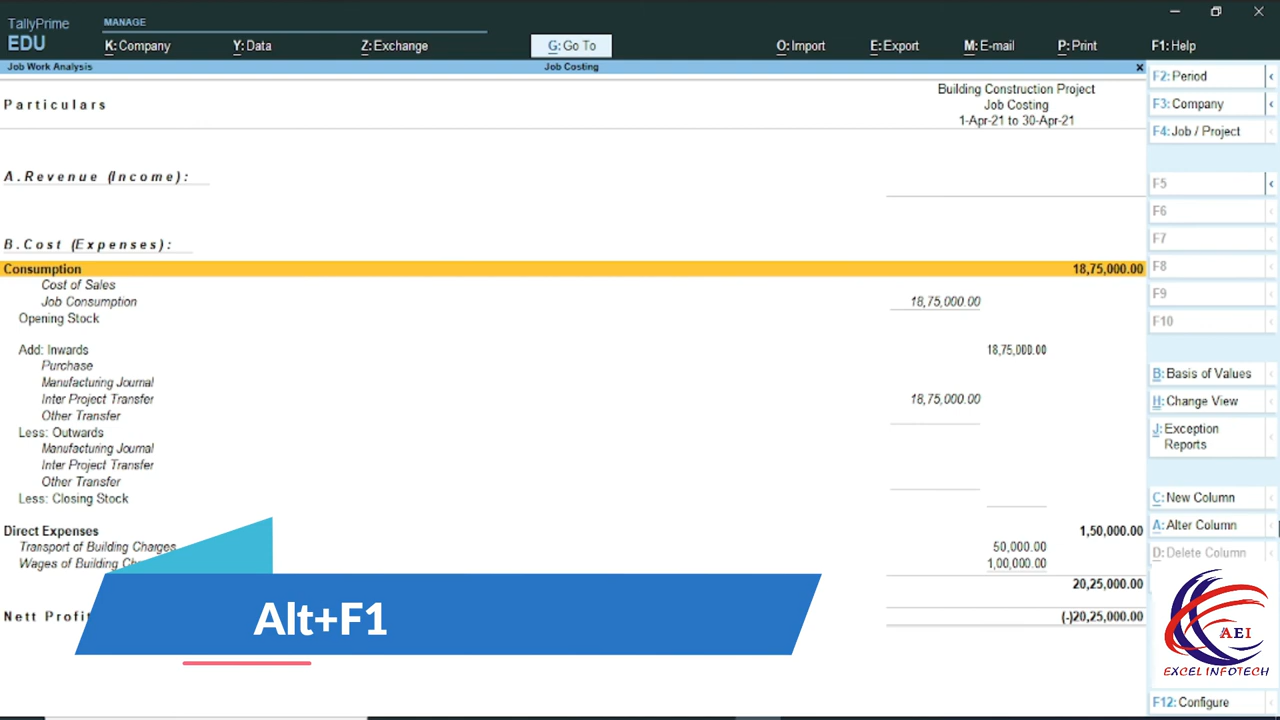 TallyPrime
EDU
MANAGE
K: Company
Y: Data
Z: Exchange
G: Go To
O: Import
E: Export
M: E-mail
P: Print
F1: Help
Job Work Analysis
Job Costing
x
Particulars
Building Construction Project
Job Costing
1-Apr-21 to 30-Apr-21
A.Revenue (Income):
B.Cost (Expenses):
Consumption 18,75,000.00
Cost of Sales
Job Consumption 18,75,000.00
Opening Stock
Add: Inwards 18,75,000.00
Purchase
Manufacturing Journal
Inter Project Transfer 18,75,000.00
Other Transfer
Less: Outwards
Manufacturing Journal
Inter Project Transfer
Other Transfer
Less: Closing Stock
Direct Expenses 1,50,000.00
Transport of Building Charges 50,000.00
Wages of Building 1,00,000.00
20,25,000.00
Nett Profit (-)20,25,000.00
Alt+F1
F2: Period
F3: Company
F4: Job / Project
F5
F6
F7
F8
F9
F10
B: Basis of Values
H: Change View
J: Exception
Reports
C: New Column
A: Alter Column
D: Delete Column
AEI
EXCEL INFOTECH
F12: Configure